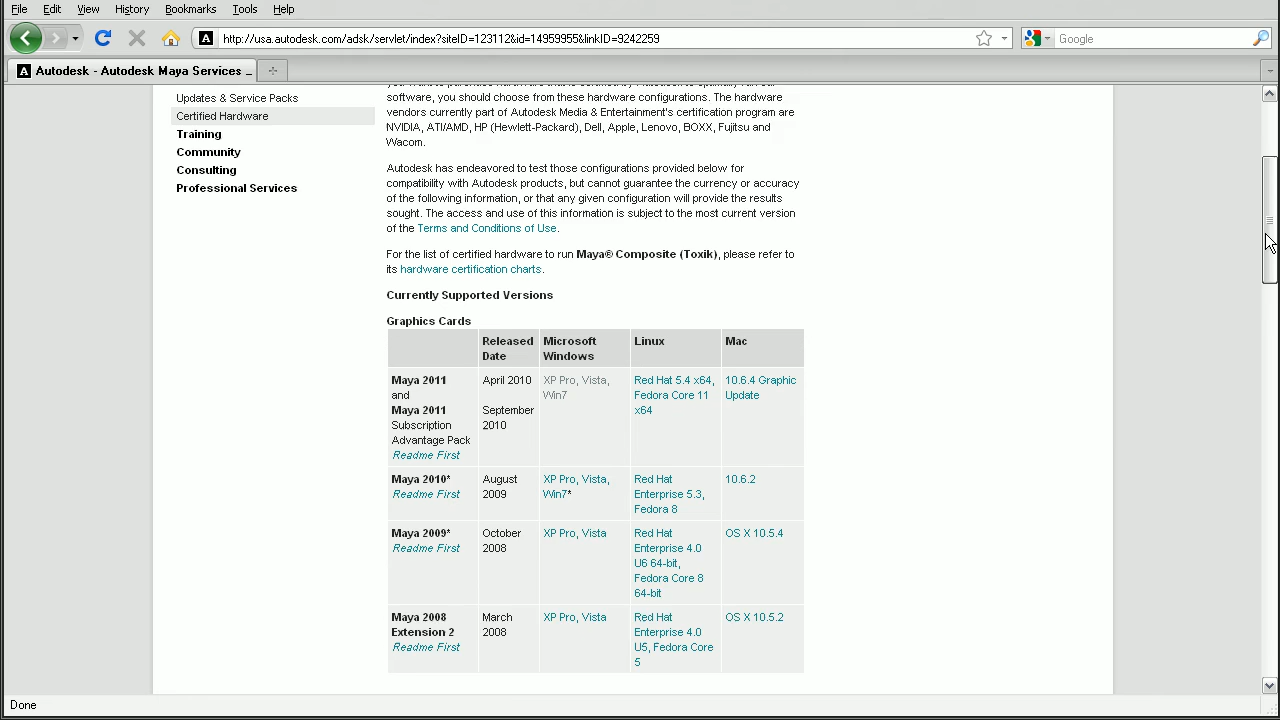 File Edit View History Bookmarks Tools Help
http://usa.autodesk.com/adsk/servlet/index?siteID=123112&id=14959955&linkID=9242259
Google
Autodesk - Autodesk Maya Services ...
Updates & Service Packs
Certified Hardware
Training
Community
Consulting
Professional Services
software, you should choose from these hardware configurations. The hardware
vendors currently part of Autodesk Media & Entertainment's certification program are
NVIDIA, ATI/AMD, HP (Hewlett-Packard), Dell, Apple, Lenovo, BOXX, Fujitsu and
Wacom.
Autodesk has endeavored to test those configurations provided below for
compatibility with Autodesk products, but cannot guarantee the currency or accuracy
of the following information, or that any given configuration will provide the results
sought. The access and use of this information is subject to the most current version
of the Terms and Conditions of Use.
For the list of certified hardware to run Maya® Composite (Toxik), please refer to
its hardware certification charts.
Currently Supported Versions
Graphics Cards
Released Microsoft Linux Mac
Date Windows
Maya 2011 April 2010 XP Pro, Vista, Red Hat 5.4 x64, 10.6.4 Graphic
and Win7 Fedora Core 11 Update
Maya 2011 September x64
Subscription 2010
Advantage Pack
Readme First
Maya 2010* August XP Pro, Vista, Red Hat 10.6.2
Readme First 2009 Win7* Enterprise 5.3,
Fedora 8
Maya 2009* October XP Pro, Vista Red Hat OS X 10.5.4
Readme First 2008 Enterprise 4.0
U6 64-bit,
Fedora Core 8
64-bit
Maya 2008 March XP Pro, Vista Red Hat OS X 10.5.2
Extension 2 2008 Enterprise 4.0
Readme First U5, Fedora Core
5
Done